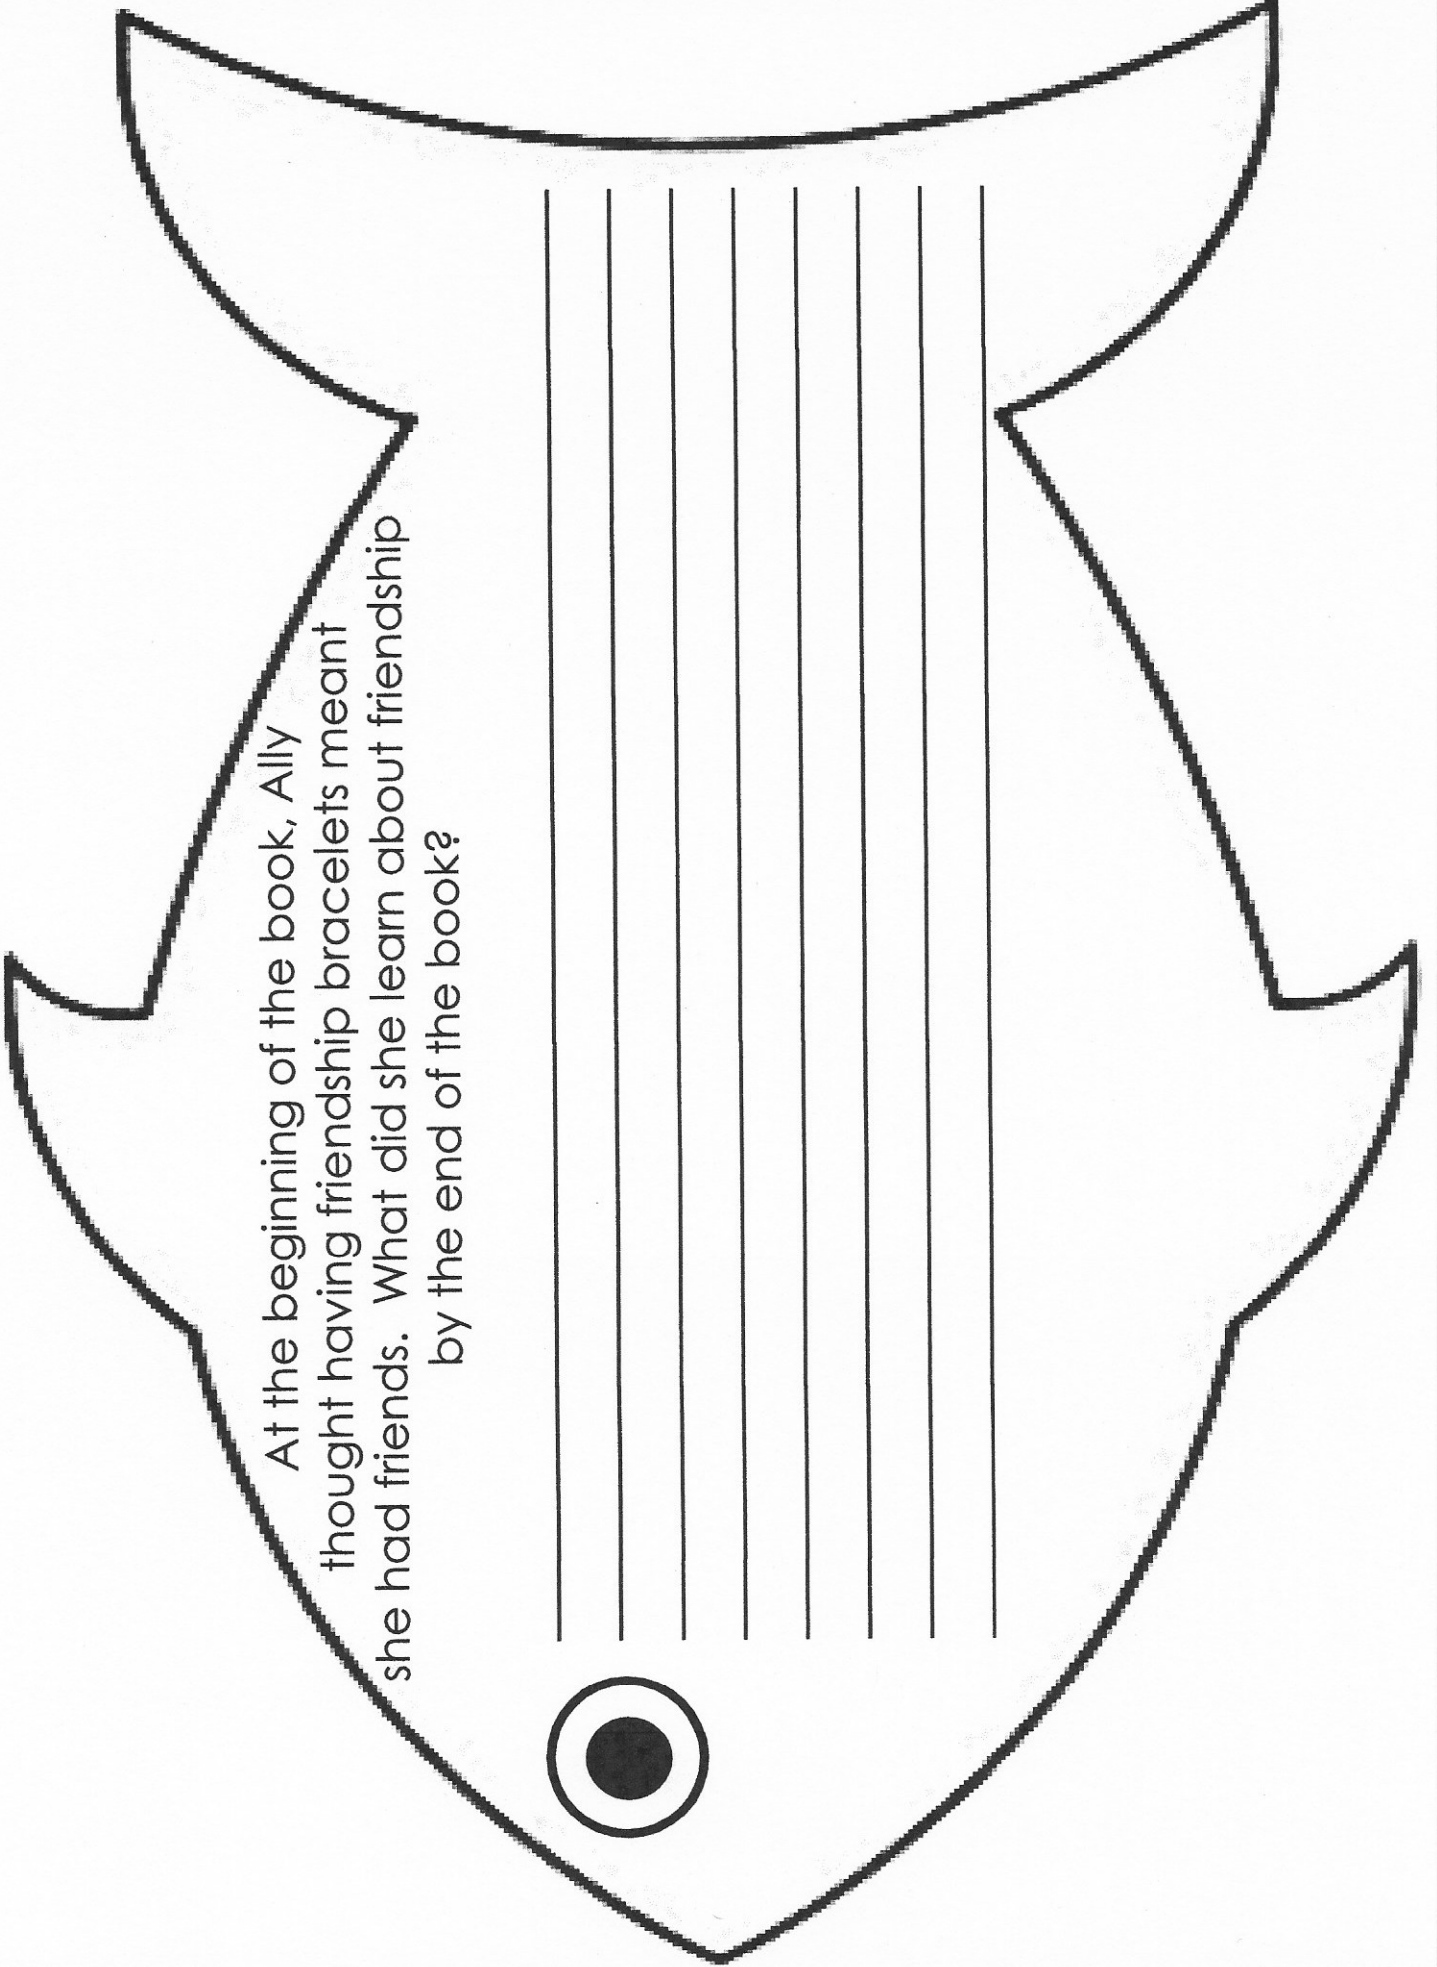 At the beginning of the book, Ally
thought having friendship bracelets meant
she had friends.  What did she learn about friendship
by the end of the book?